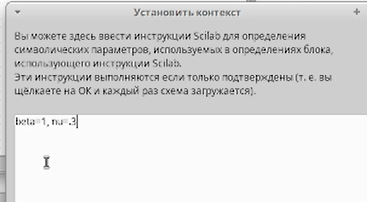 Установить контекст
Вы можете здесь ввести инструкции Scilab для определения
символических параметров, используемых в определениях блока,
использующего инструкции Scilab.
Эти инструкции выполняются если только подтверждены (т. е. вы
щёлкаете на ОК и каждый раз схема загружается).
beta=1, nu=.3